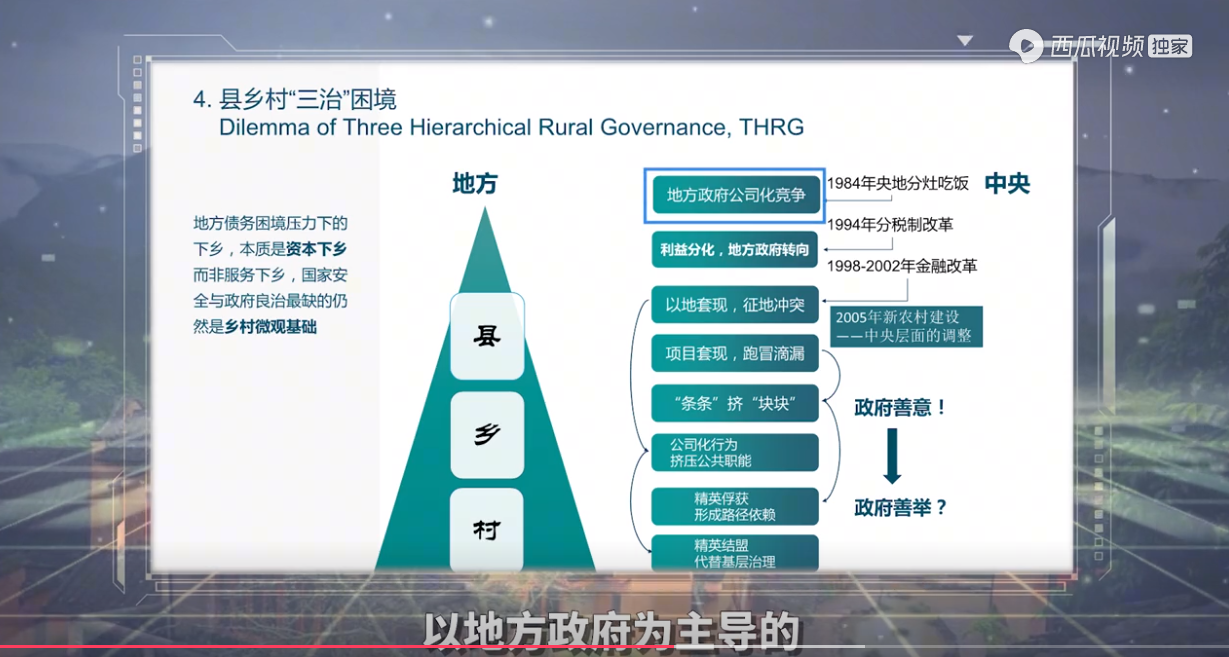 西瓜视频 独家
4. 县乡村“三治”困境
Dilemma of Three Hierarchical Rural Governance, THRG
地方债务困境压力下的
下乡，本质是资本下乡
而非服务下乡，国家安
全与政府良治最缺的仍
然是乡村微观基础
地方
县
乡
村
地方政府公司化竞争
利益分化，地方政府转向
以地套现，征地冲突
项目套现，跑冒滴漏
“条条”挤“块块”
公司化行为
挤压公共职能
精英俘获
形成路径依赖
精英结盟
代替基层治理
1984年央地分灶吃饭
中央
1994年分税制改革
1998-2002年金融改革
2005年新农村建设
——中央层面的调整
政府善意！
政府善举？
以地方政府为主导的